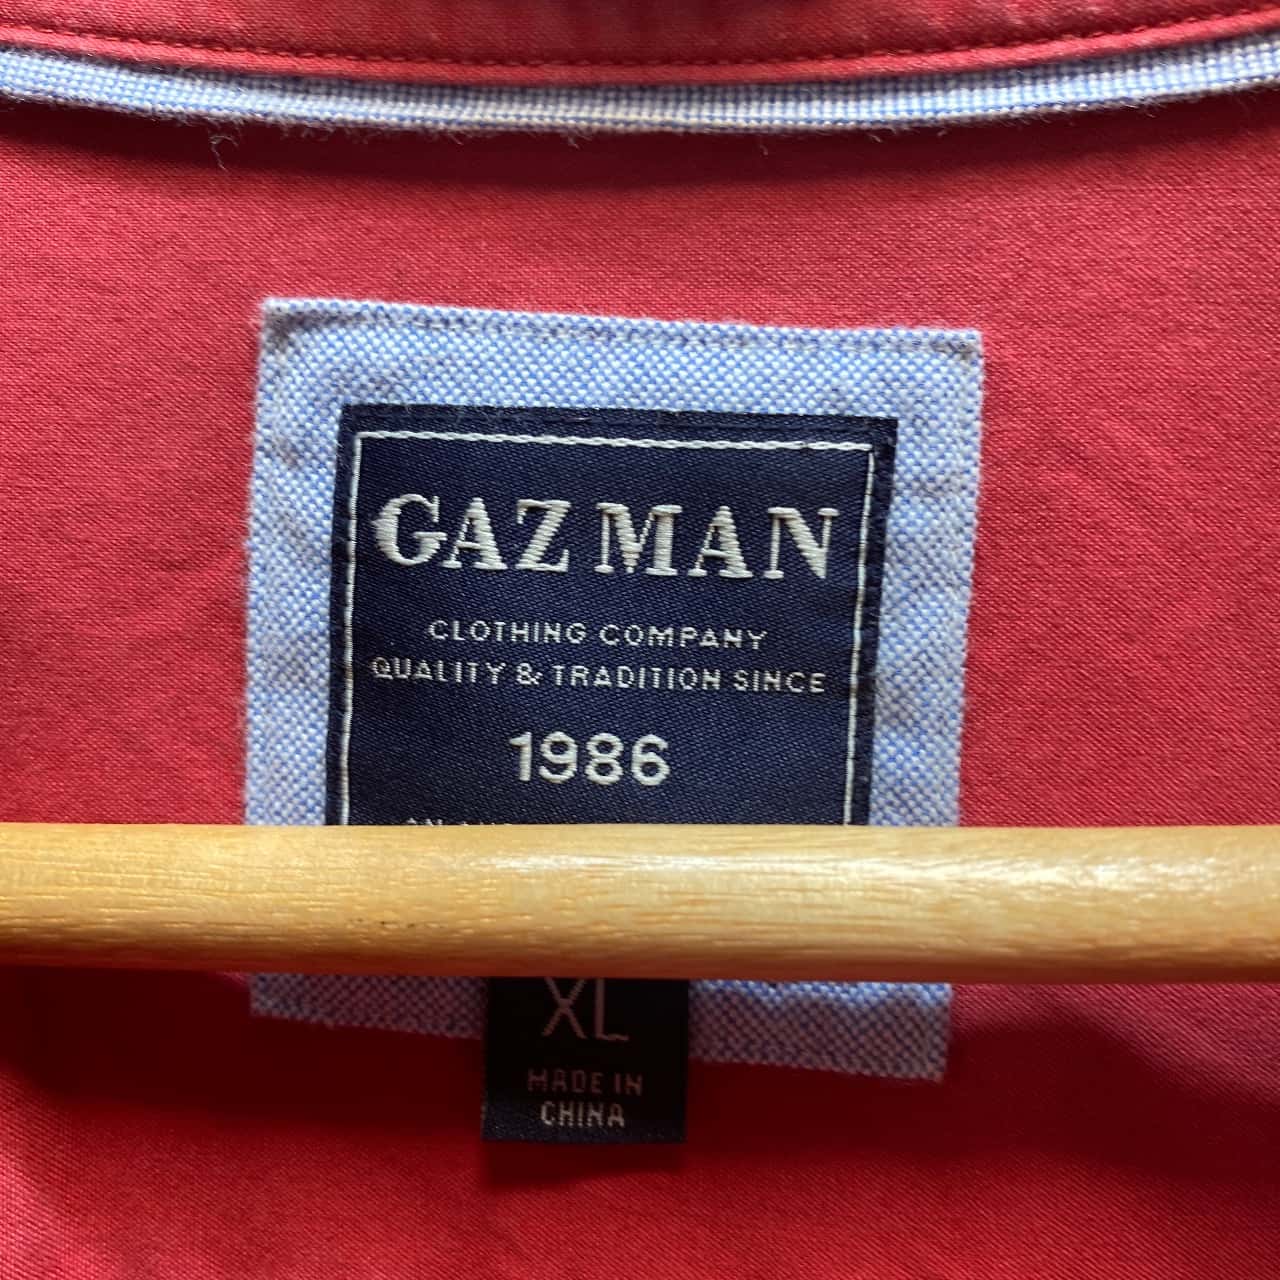 GAZMAN
CLOTHING COMPANY
QUALITY & TRADITION SINCE
1986
XL
MADE IN
CHINA